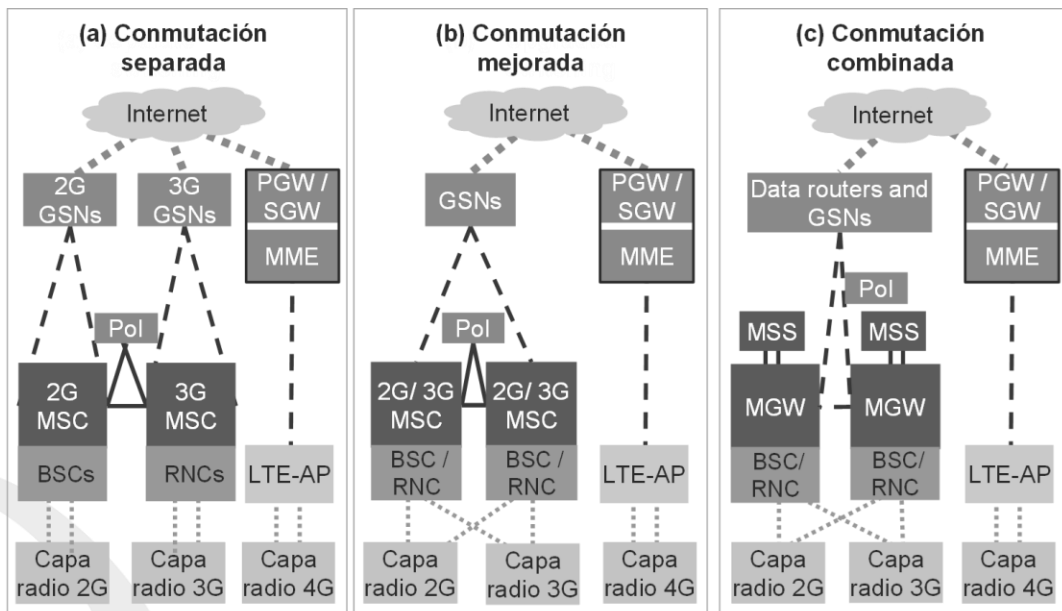 (a) Conmutación
separada
Internet
2G
GSNs
3G
GSNs
PGW /
SGW
MME
PoI
2G
MSC
3G
MSC
BSCs
RNCs
LTE-AP
Capa
radio 2G
Capa
radio 3G
Capa
radio 4G
(b) Conmutación
mejorada
Internet
GSNs
PGW /
SGW
MME
PoI
2G/ 3G
MSC
2G/ 3G
MSC
BSC /
RNC
BSC /
RNC
LTE-AP
Capa
radio 2G
Capa
radio 3G
Capa
radio 4G
(c) Conmutación
combinada
Internet
Data routers and
GSNs
PGW /
SGW
MME
PoI
MSS
MSS
MGW
MGW
BSC/
RNC
BSC/
RNC
LTE-AP
Capa
radio 2G
Capa
radio 3G
Capa
radio 4G